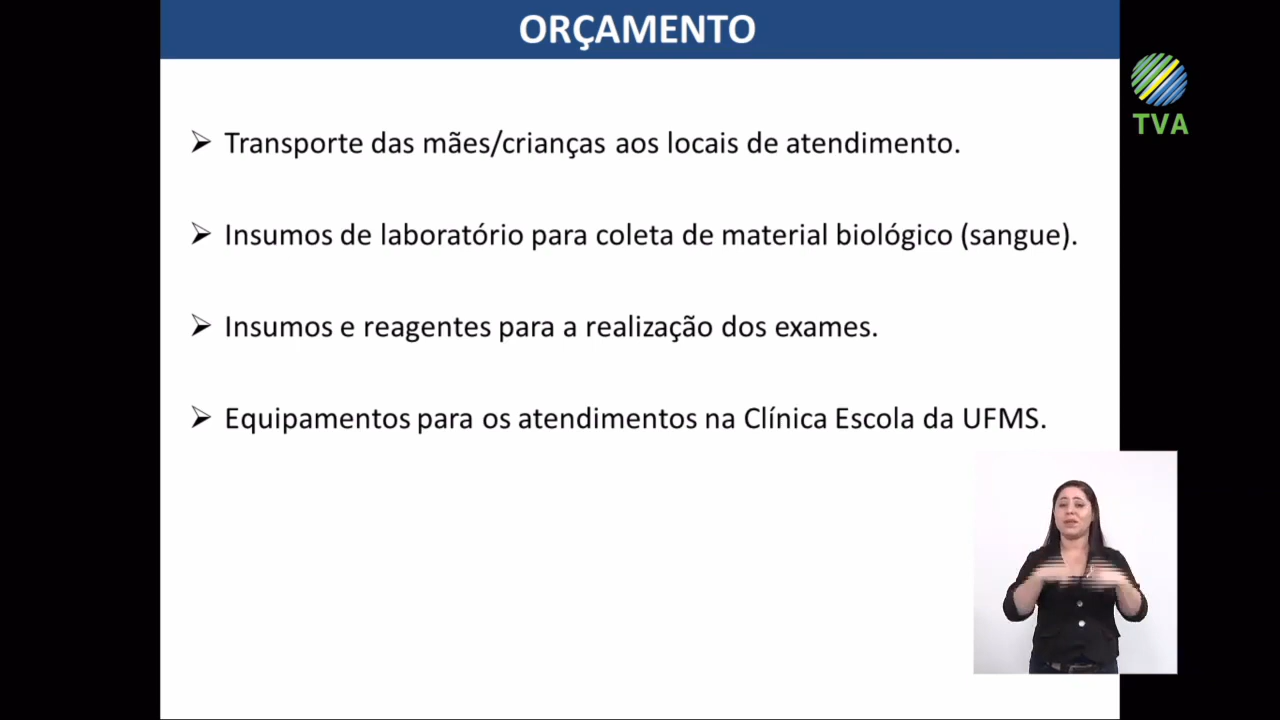 ORÇAMENTO
TVA
➢ Transporte das mães/crianças aos locais de atendimento.
➢ Insumos de laboratório para coleta de material biológico (sangue).
➢ Insumos e reagentes para a realização dos exames.
➢ Equipamentos para os atendimentos na Clínica Escola da UFMS.